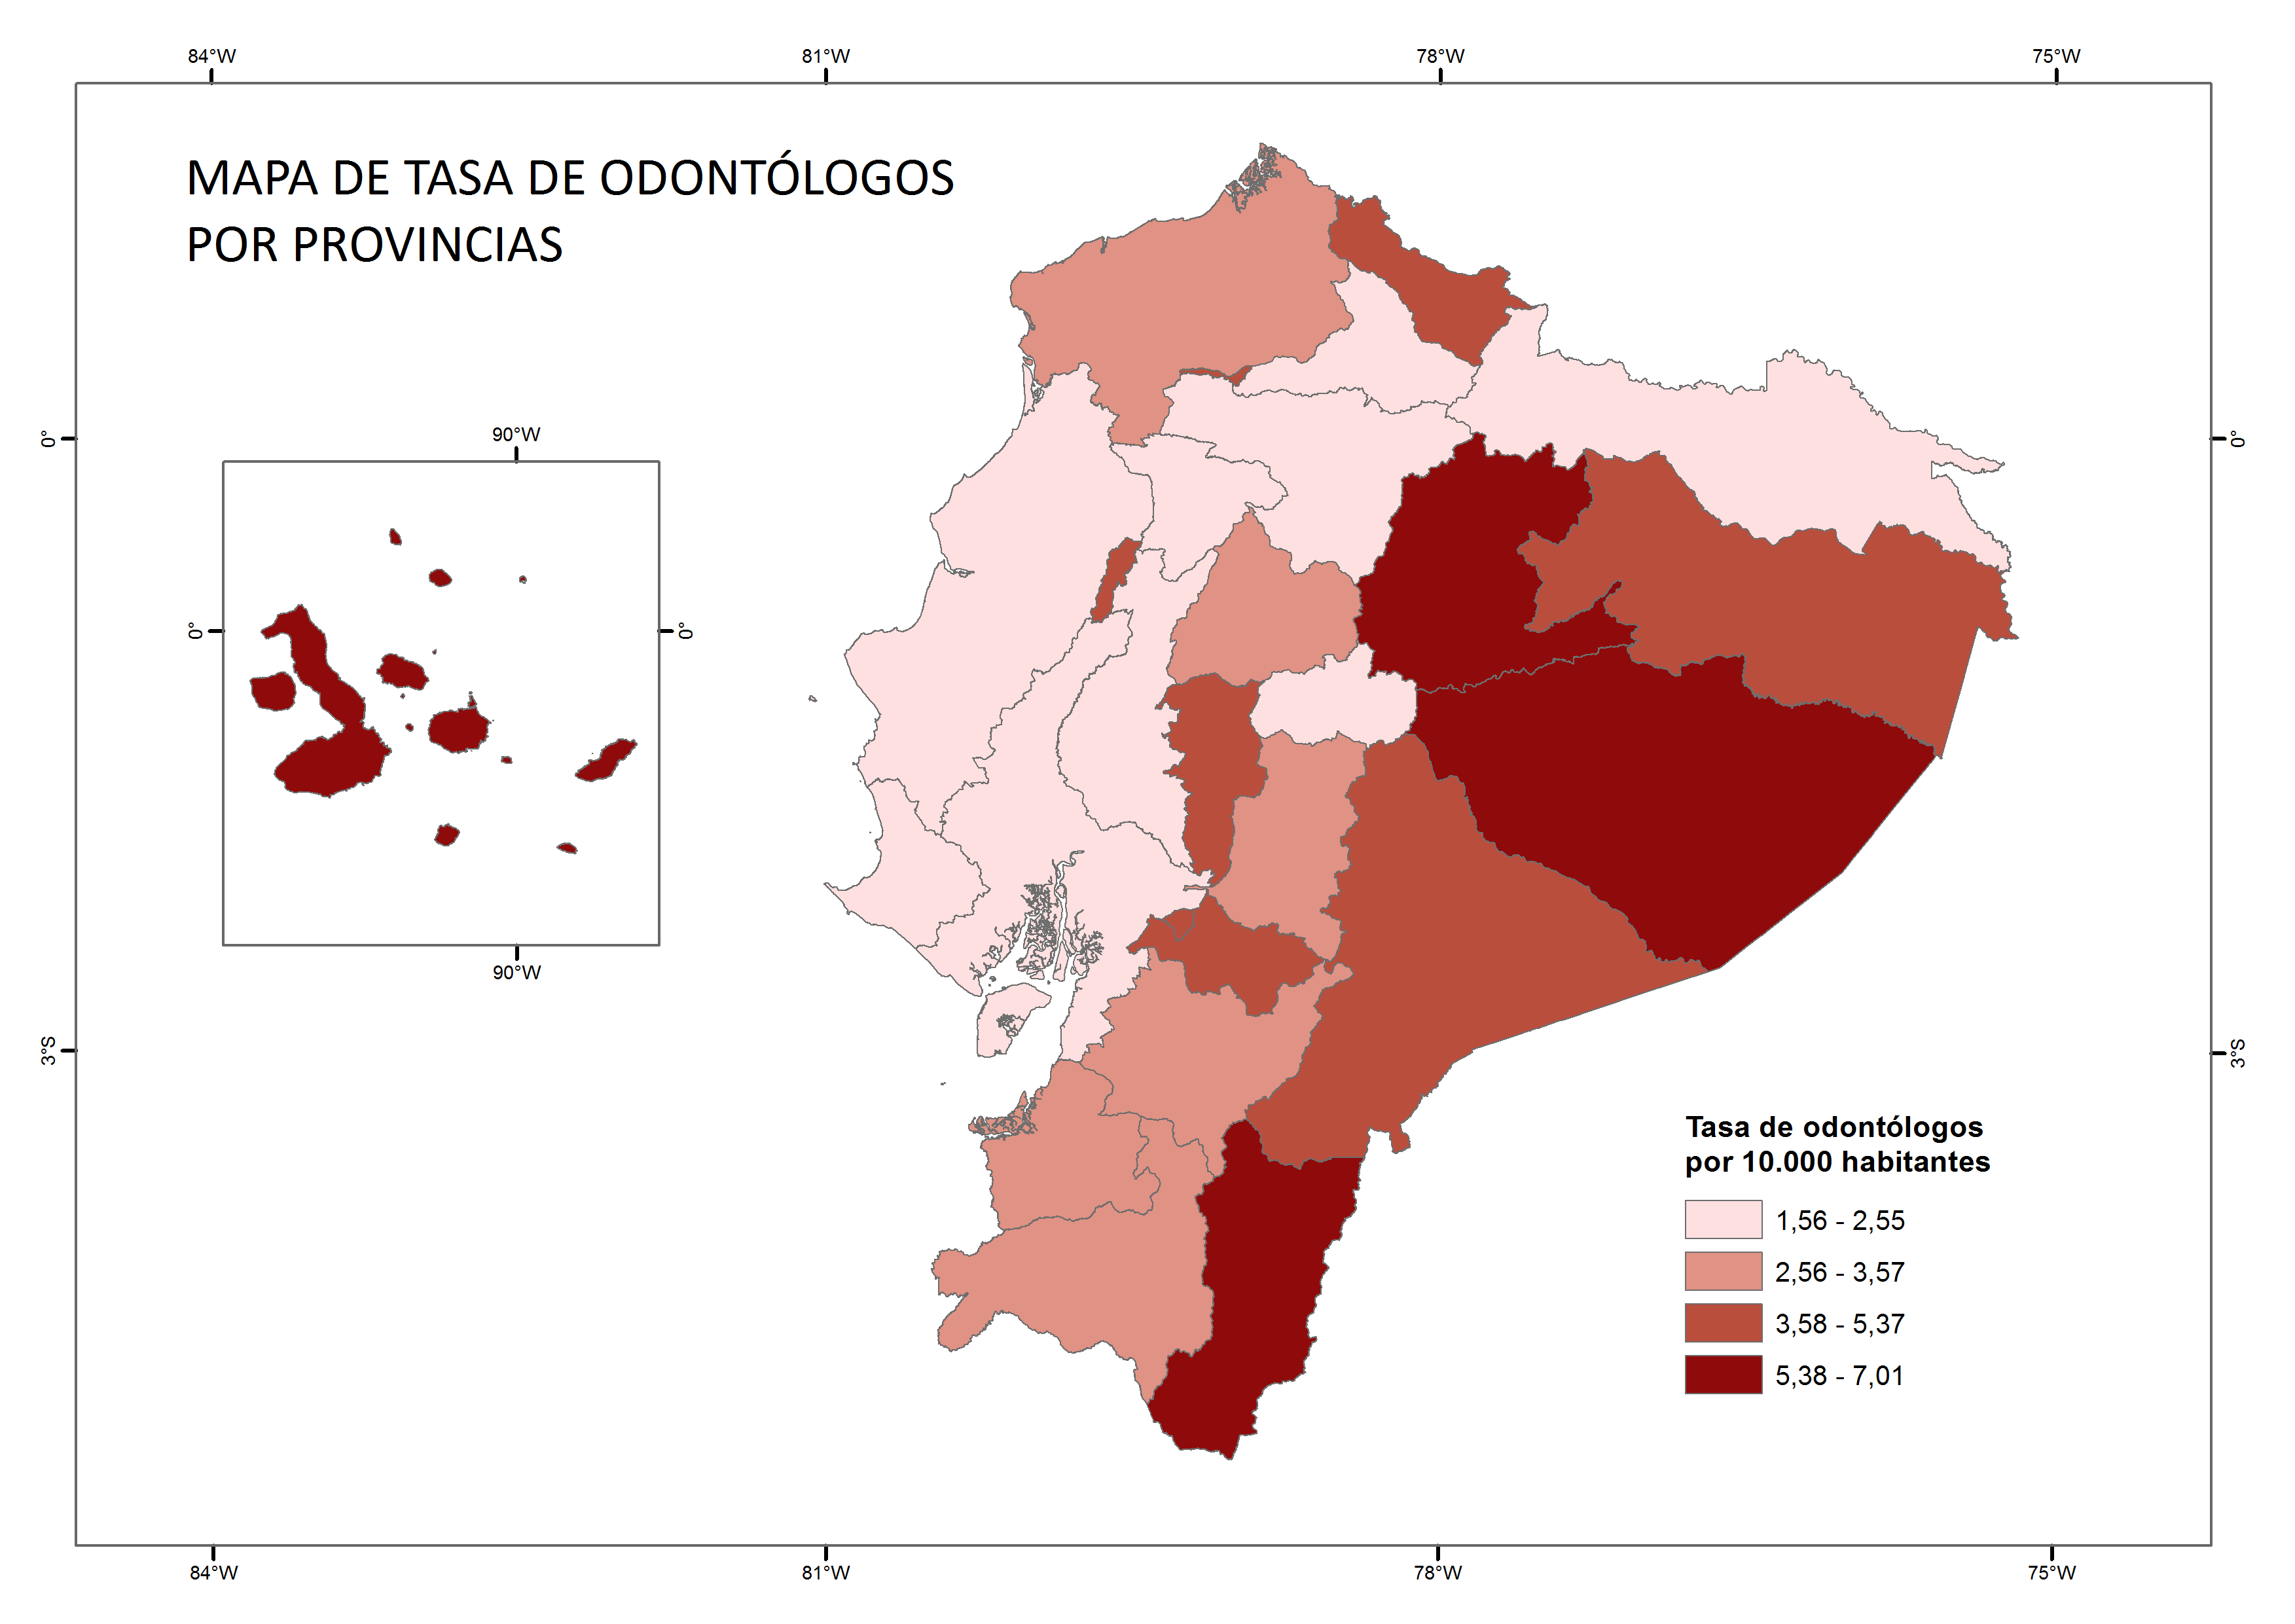 84°W
81°W
78°W
75°W
MAPA DE TASA DE ODONTÓLOGOS
POR PROVINCIAS
0°
0°
90°W
0°
0°
90°W
3°S
3°S
Tasa de odontólogos
por 10.000 habitantes
1,56 - 2,55
2,56 - 3,57
3,58 - 5,37
5,38 - 7,01
84°W
81°W
78°W
75°W